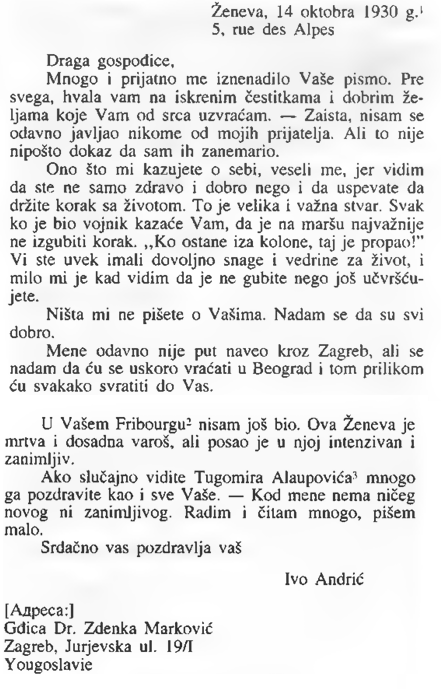 Ženeva, 14 oktobra 1930 g.¹
5, rue des Alpes
Draga gospođice,
Mnogo i prijatno me iznenadilo Vaše pismo. Pre
svega, hvala vam na iskrenim čestitkama i dobrim že-
ljama koje Vam od srca uzvraćam. — Zaista, nisam se
odavno javljao nikome od mojih prijatelja. Ali to nije
nipošto dokaz da sam ih zanemario.
Ono što mi kazujete o sebi, veseli me, jer vidim
da ste ne samo zdravo i dobro nego i da uspevate da
držite korak sa životom. To je velika i važna stvar. Svak
ko je bio vojnik kazaće Vam, da je na maršu najvažnije
ne izgubiti korak. ,,Ko ostane iza kolone, taj je propao!”
Vi ste uvek imali dovoljno snage i vedrine za život, i
milo mi je kad vidim da je ne gubite nego još učvršću-
jete.
Ništa mi ne pišete o Vašima. Nadam se da su svi
dobro.
Mene odavno nije put naveo kroz Zagreb, ali se
nadam da ću se uskoro vraćati u Beograd i tom prilikom
ću svakako svratiti do Vas.
U Vašem Fribourgu² nisam još bio. Ova Ženeva je
mrtva i dosadna varoš, ali posao je u njoj intenzivan i
zanimljiv.
Ako slučajno vidite Tugomira Alaupovića³ mnogo
ga pozdravite kao i sve Vaše. — Kod mene nema ničeg
novog ni zanimljivog. Radim i čitam mnogo, pišem
malo.
Srdačno vas pozdravlja vaš
Ivo Andrić
[Адреса:]
Gđica Dr. Zdenka Marković
Zagreb, Jurjevska ul. 19/I
Yougoslavie